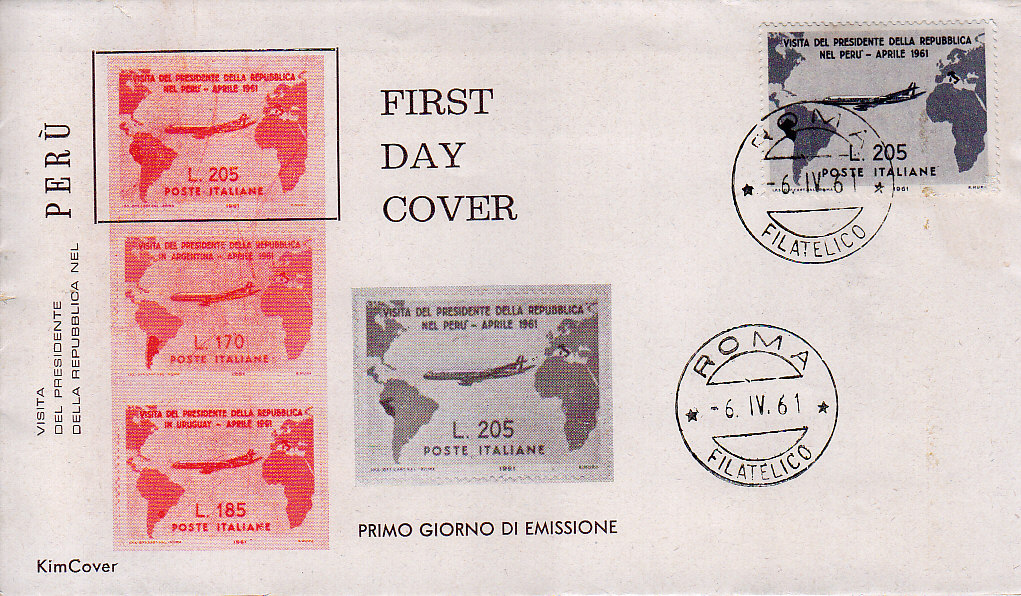 PERÙ
VISITA
DEL PRESIDENTE
DELLA REPUBBLICA NEL
VISITA DEL PRESIDENTE DELLA REPUBBLICA
NEL PERU' - APRILE 1961
L. 205
POSTE ITALIANE
1961
VISITA DEL PRESIDENTE DELLA REPUBBLICA
IN ARGENTINA - APRILE 1961
L. 170
POSTE ITALIANE
VISITA DEL PRESIDENTE DELLA REPUBBLICA
IN URUGUAY - APRILE 1961
L. 185
POSTE ITALIANE
1961
KimCover
FIRST
DAY
COVER
VISITA DEL PRESIDENTE DELLA REPUBBLICA
NEL PERU' - APRILE 1961
L. 205
POSTE ITALIANE
1961
PRIMO GIORNO DI EMISSIONE
VISITA DEL PRESIDENTE DELLA REPUBBLICA
NEL PERU' - APRILE 1961
L. 205
POSTE ITALIANE
1961
ROMA
-6. IV. 61
FILATELICO
ROMA
-6. IV. 61
FILATELICO